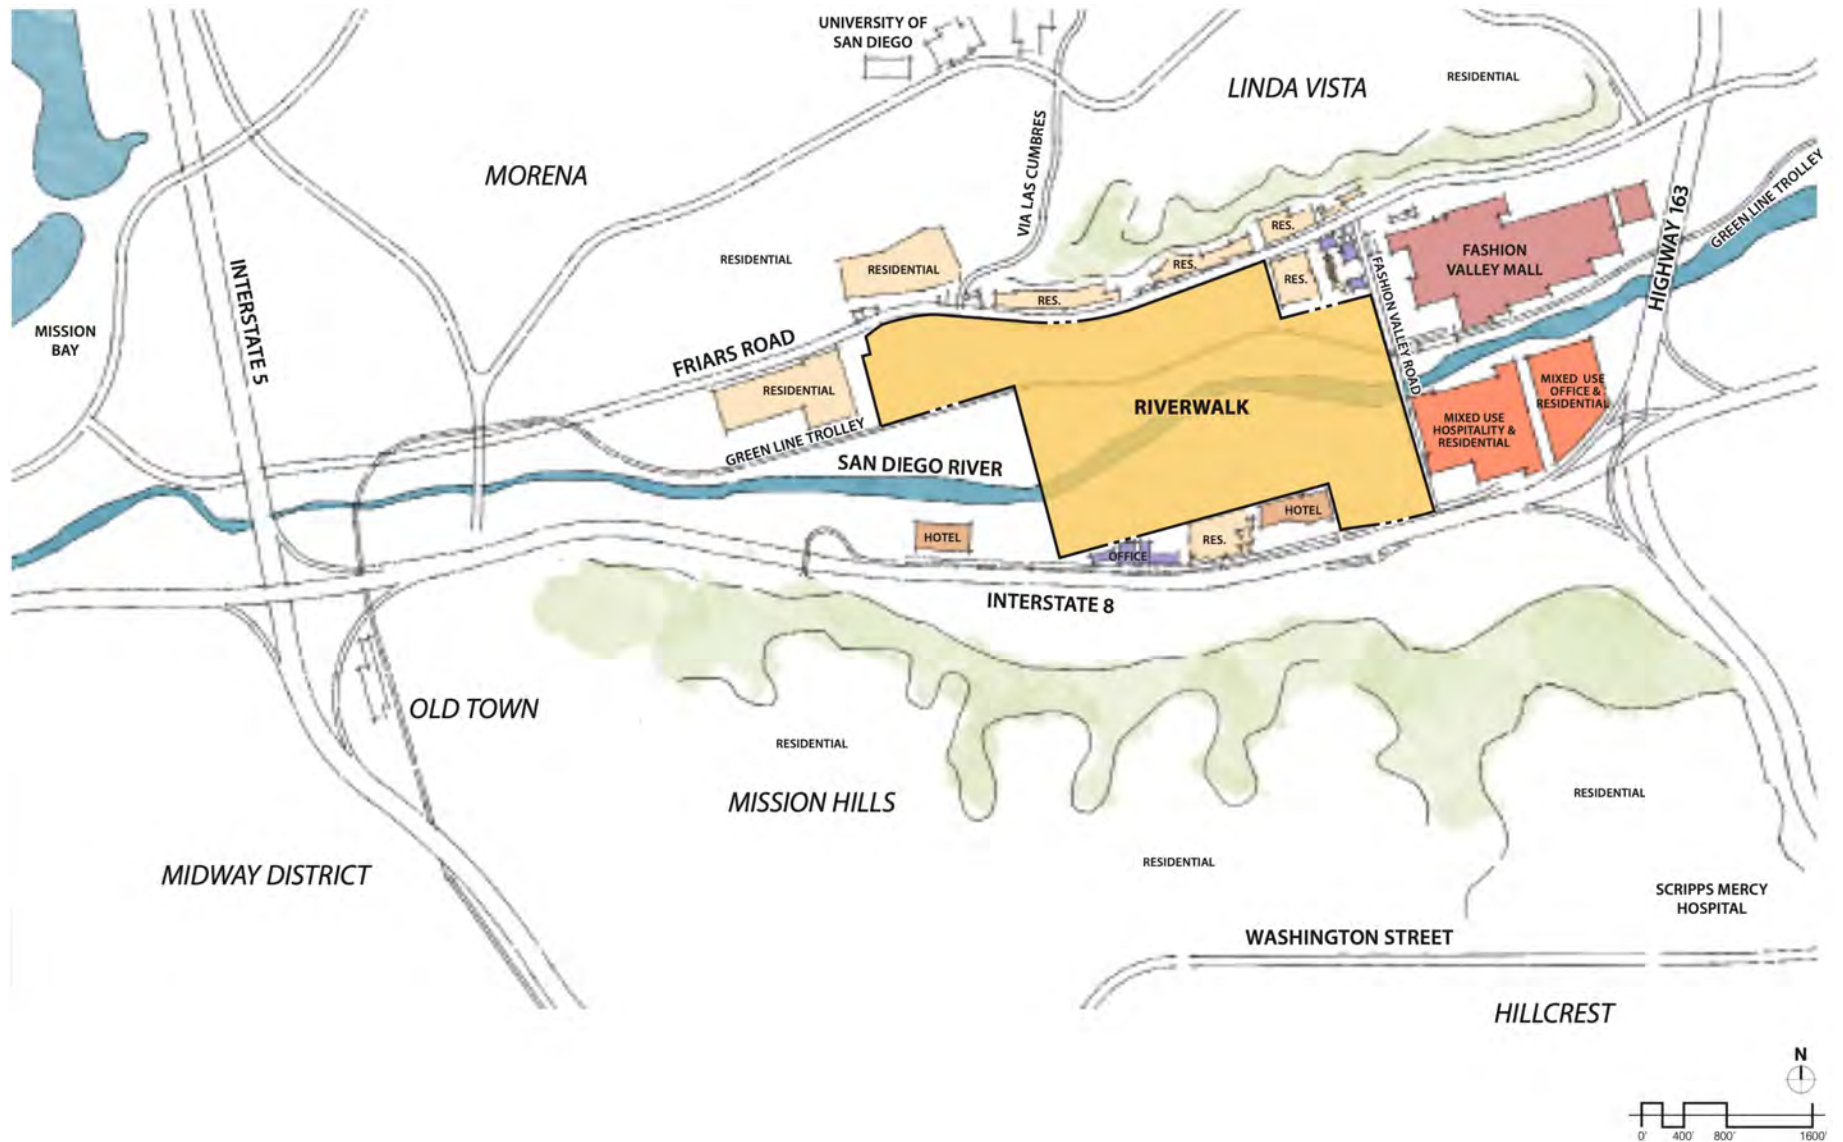 UNIVERSITY OF
SAN DIEGO
LINDA VISTA
RESIDENTIAL
VIA LAS CUMBRES
MORENA
GREEN LINE TROLLEY
HIGHWAY 163
RES.
FASHION
VALLEY MALL
RESIDENTIAL
RESIDENTIAL
RES.
RES.
RES.
FASHION VALLEY ROAD
INTERSTATE 5
MISSION
BAY
FRIARS ROAD
RESIDENTIAL
RIVERWALK
MIXED USE
OFFICE &
RESIDENTIAL
MIXED USE
HOSPITALITY &
RESIDENTIAL
GREEN LINE TROLLEY
SAN DIEGO RIVER
HOTEL
HOTEL
RES.
OFFICE
INTERSTATE 8
OLD TOWN
RESIDENTIAL
MISSION HILLS
RESIDENTIAL
RESIDENTIAL
MIDWAY DISTRICT
SCRIPPS MERCY
HOSPITAL
WASHINGTON STREET
HILLCREST
N
0' 400' 800' 1600'